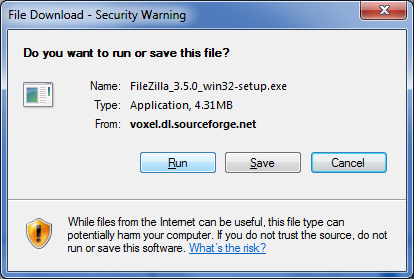 File Download - Security Warning
Do you want to run or save this file?
Name: FileZilla_3.5.0_win32-setup.exe
Type: Application, 4.31MB
From: voxel.dl.sourceforge.net
Run Save Cancel
While files from the Internet can be useful, this file type can
potentially harm your computer. If you do not trust the source, do not
run or save this software. What's the risk?